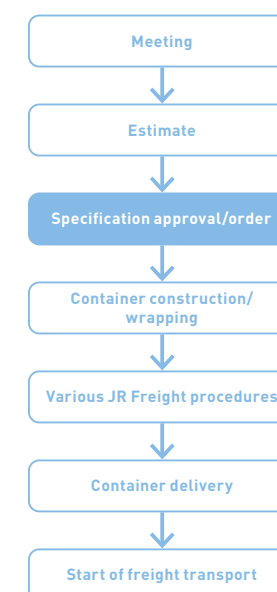 Meeting
Estimate
Specification approval/order
Container construction/
wrapping
Various JR Freight procedures
Container delivery
Start of freight transport